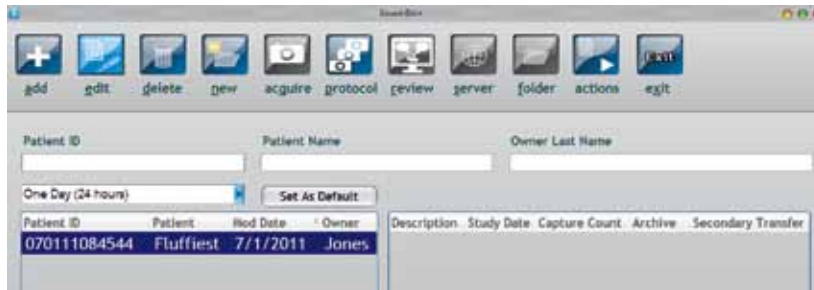 add edit delete new acquire protocol review server folder actions exit
Patient ID Patient Name Owner Last Name
One Day (24 hours) Set As Default
Patient ID Patient Mod Date Owner Description Study Date Capture Count Archive Secondary Transfer
070111084544 Fluffiest 7/1/2011 Jones